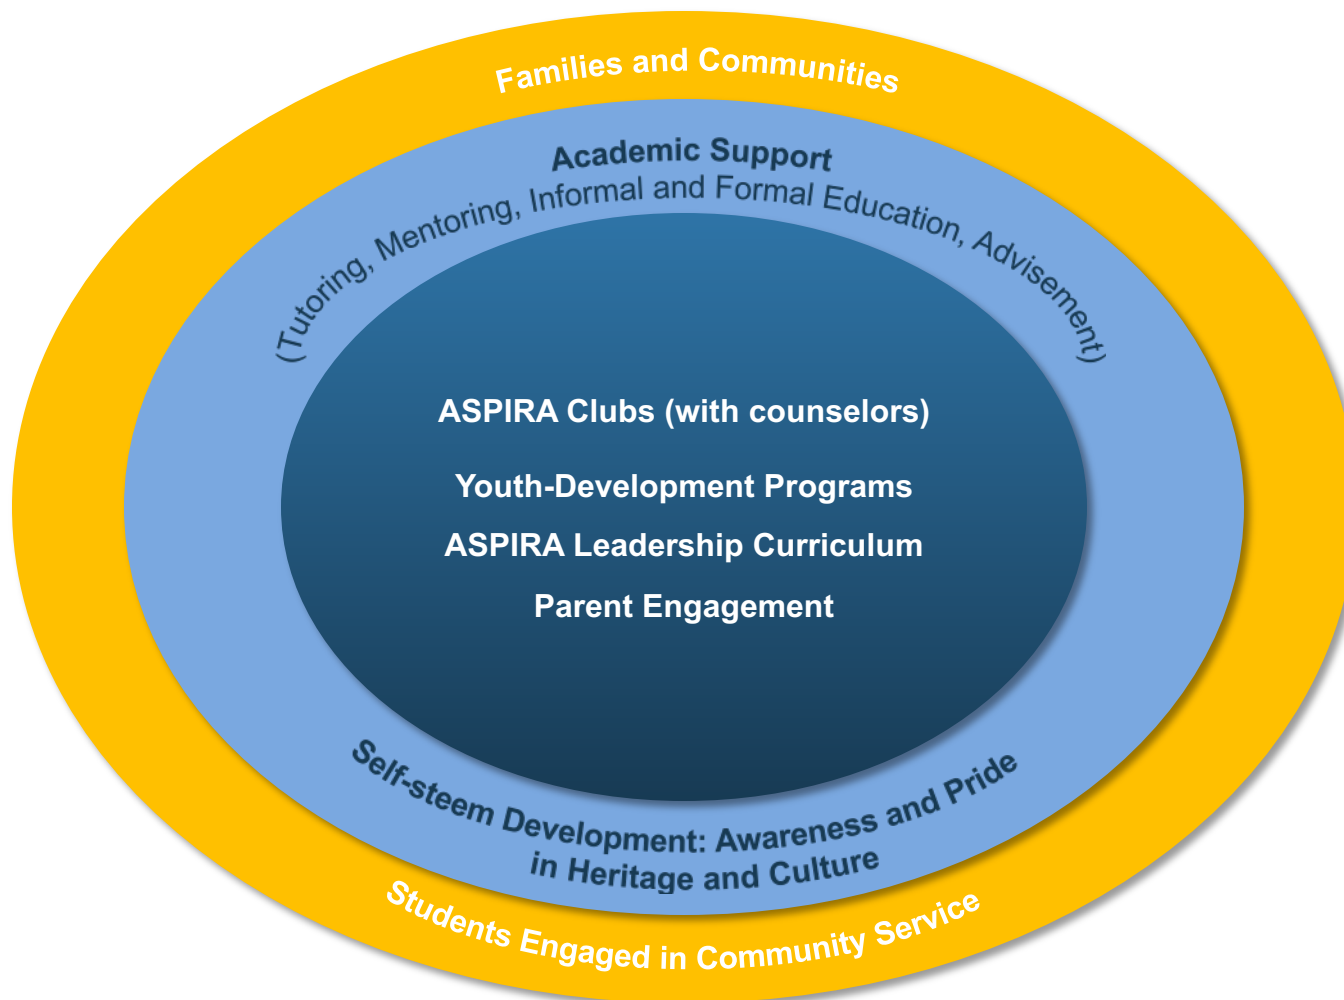 Families and Communities
Academic Support
(Tutoring, Mentoring, Informal and Formal Education, Advisement)
ASPIRA Clubs (with counselors)
Youth-Development Programs
ASPIRA Leadership Curriculum
Parent Engagement
Self-steem Development: Awareness and Pride
in Heritage and Culture
Students Engaged in Community Service